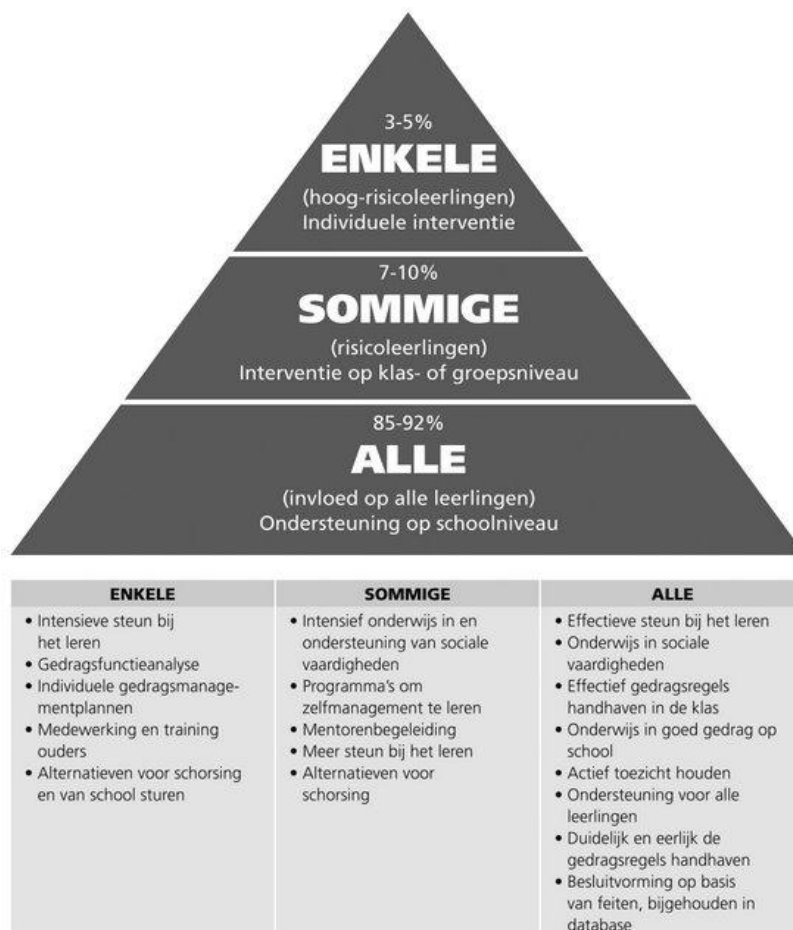 3-5%
ENKELE
(hoog-risicoleerlingen)
Individuele interventie
7-10%
SOMMIGE
(risicoleerlingen)
Interventie op klas- of groepsniveau
85-92%
ALLE
(invloed op alle leerlingen)
Ondersteuning op schoolniveau
ENKELE
• Intensieve steun bij
het leren
• Gedragsfunctieanalyse
• Individuele gedragsmanage-
mentplannen
• Medewerking en training
ouders
• Alternatieven voor schorsing
en van school sturen
SOMMIGE
• Intensief onderwijs in en
ondersteuning van sociale
vaardigheden
• Programma's om
zelfmanagement te leren
• Mentorenbegeleiding
• Meer steun bij het leren
• Alternatieven voor
schorsing
ALLE
• Effectieve steun bij het leren
• Onderwijs in sociale
vaardigheden
• Effectief gedragsregels
handhaven in de klas
• Onderwijs in goed gedrag op
school
• Actief toezicht houden
• Ondersteuning voor alle
leerlingen
• Duidelijk en eerlijk de
gedragsregels handhaven
• Besluitvorming op basis
van feiten, bijgehouden in
database